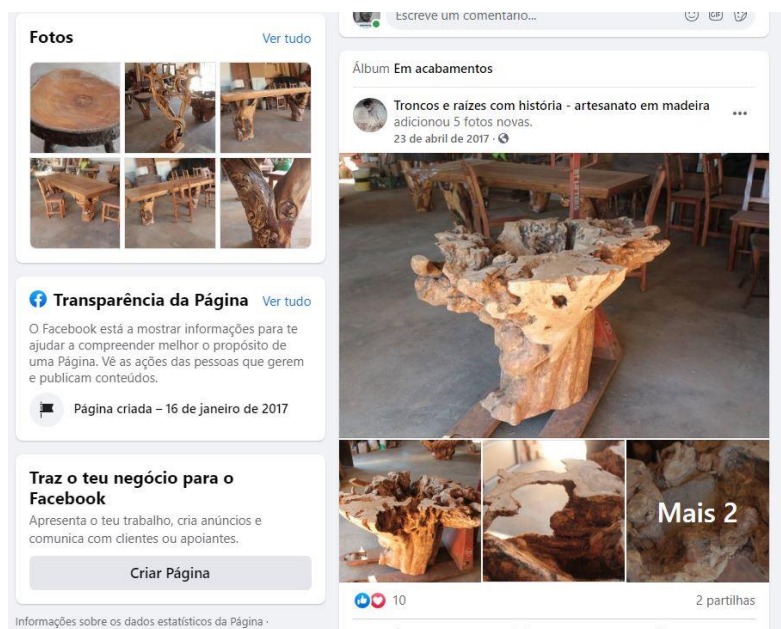 Fotos
Ver tudo
Transparência da Página
Ver tudo
O Facebook está a mostrar informações para te
ajudar a compreender melhor o propósito de
uma Página. Vê as ações das pessoas que gerem
e publicam conteúdos.
Página criada – 16 de janeiro de 2017
Traz o teu negócio para o
Facebook
Apresenta o teu trabalho, cria anúncios e
comunica com clientes ou apoiantes.
Criar Página
Informações sobre os dados estatísticos da Página ·
Escreve um comentário...
GIF
Álbum Em acabamentos
Troncos e raízes com história - artesanato em madeira
adicionou 5 fotos novas.
23 de abril de 2017 ·
Mais 2
10
2 partilhas